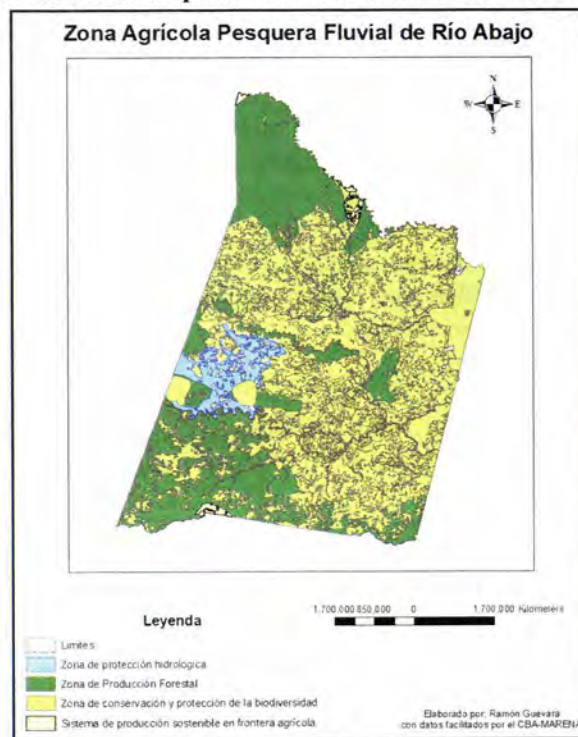 Zona Agrícola Pesquera Fluvial de Río Abajo
N
W E
S
1.700.000 850.000 0 1.700.000 Kilometers
Leyenda
Limites
Zona de protección hidrológica
Zona de Producción Forestal
Zona de conservación y protección de la biodiversidad
Sistema de producción sostenible en frontera agrícola.
Elaborado por: Ramón Guevara
con datos facilitados por el CBA-MARENA